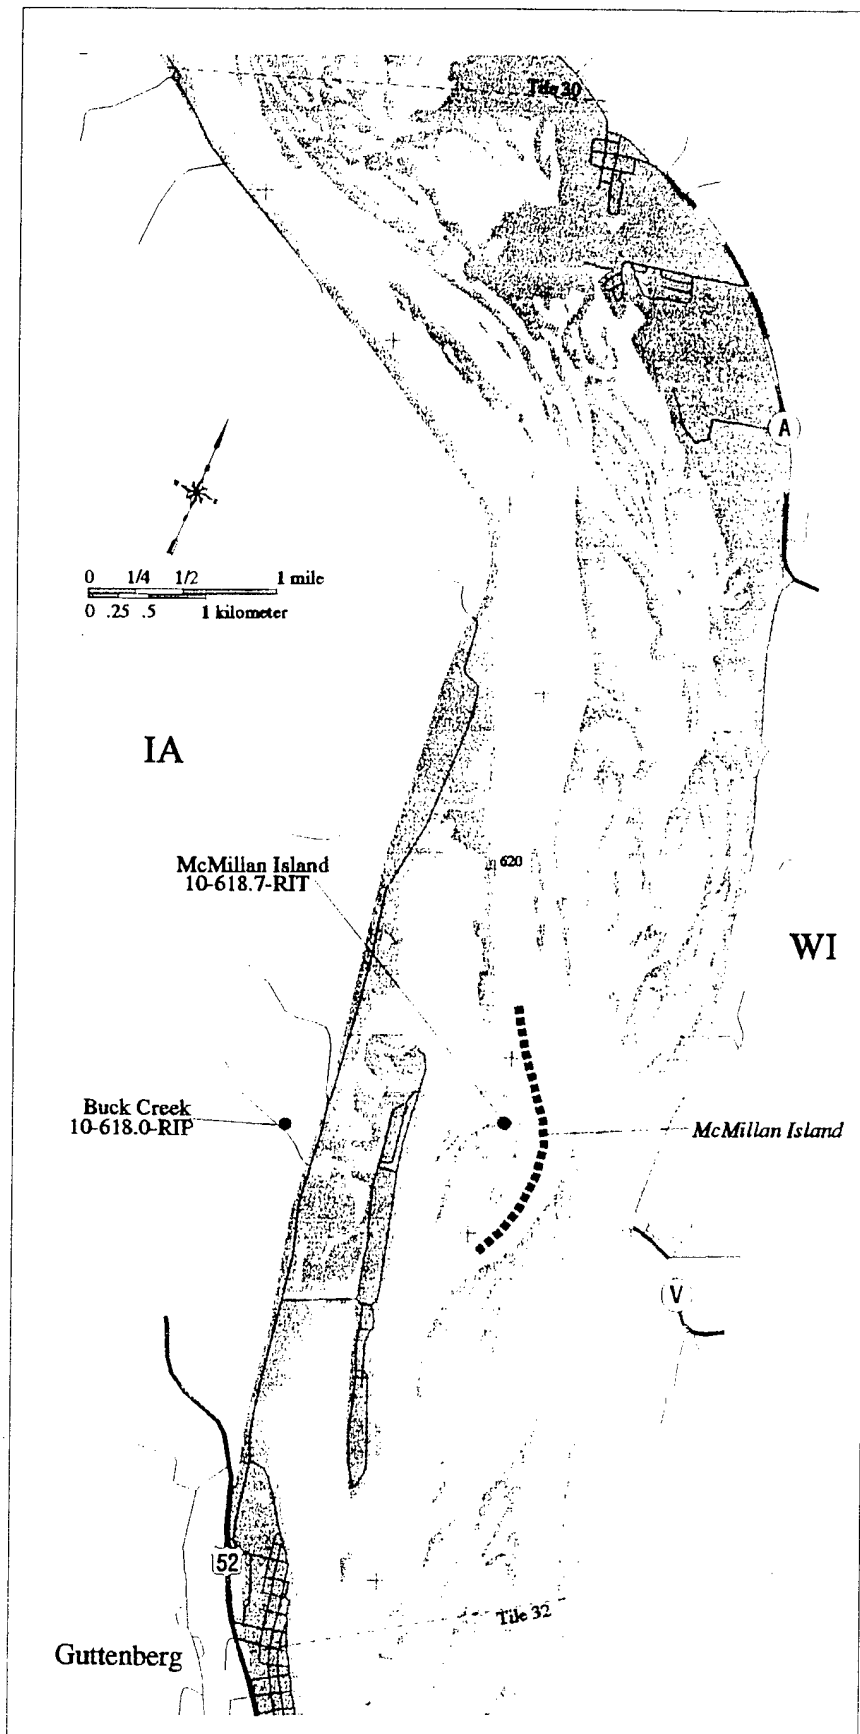 Tile 30
A
0 1/4 1/2 1 mile
0 .25 .5 1 kilometer
IA
McMillan Island
10-618.7-RIT
620
WI
Buck Creek
10-618.0-RIP
McMillan Island
V
52
Tile 32
Guttenberg